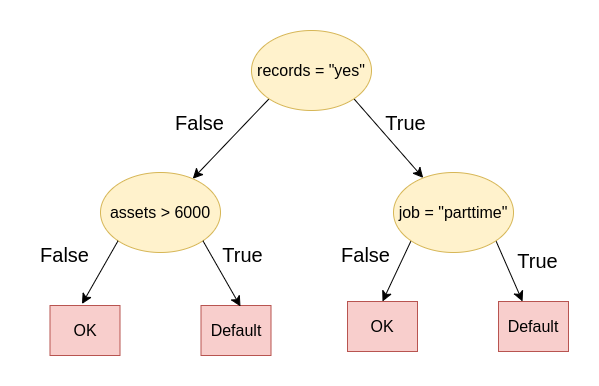 records = "yes"
False
True
assets > 6000
job = "parttime"
False
True
False
True
OK
Default
OK
Default